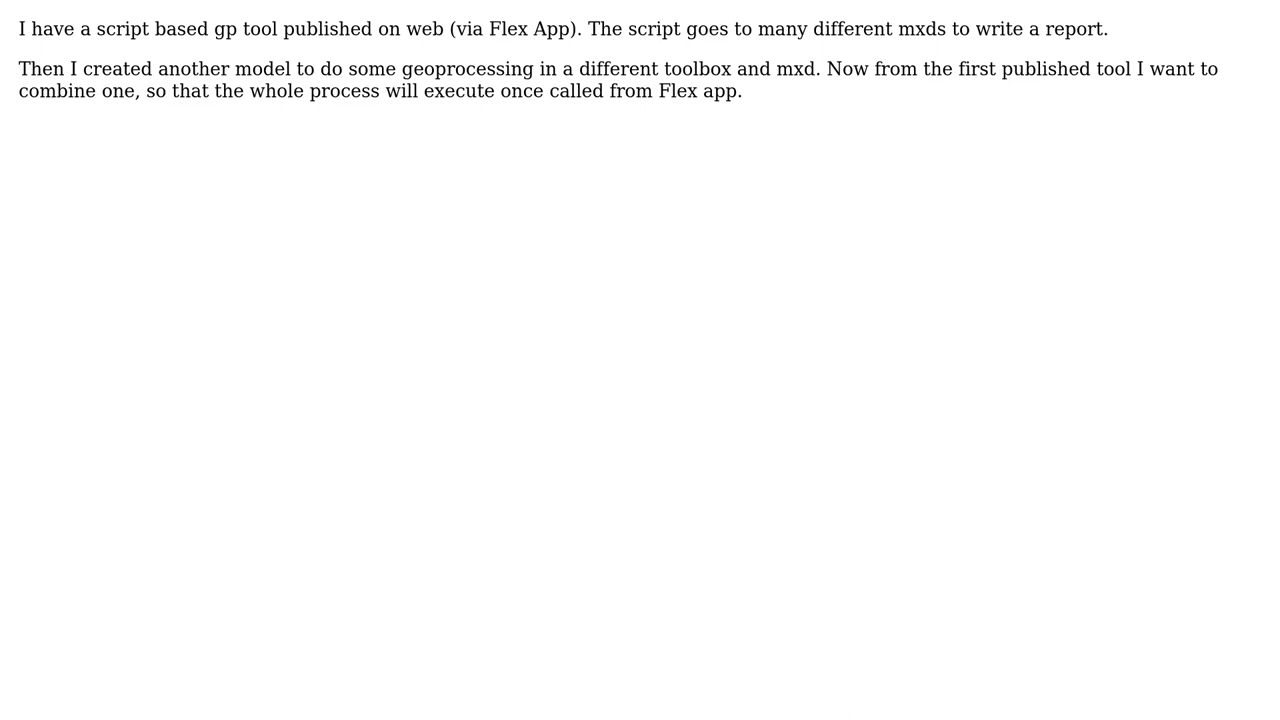 I have a script based gp tool published on web (via Flex App). The script goes to many different mxds to write a report.
Then I created another model to do some geoprocessing in a different toolbox and mxd. Now from the first published tool I want to
combine one, so that the whole process will execute once called from Flex app.